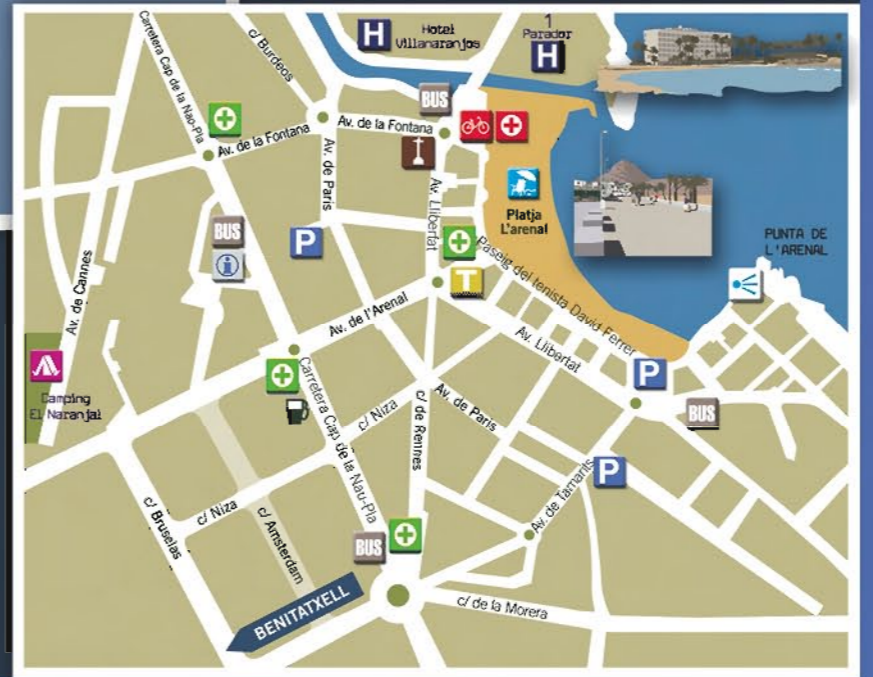 Carretera Cap de la Nao-Pla
c/ Burdeos
H
Hotel
Villanaranjos
1
Parador
H
BUS
Av. de la Fontana
Av. de la Fontana
Av. de Paris
Av. Llibertat
Platja
L'arenal
BUS
i
P
PUNTA DE
L'ARENAL
Paseig del tenista David Ferrer
T
Av. de Cannes
Av. de l'Arenal
Av. Llibertat
P
Camping
El Naranjal
BUS
Carretera Cap de la Nau-Pla
c/ Niza
Av. de Paris
c/ de Rennes
P
Av. de Tamarits
c/ Bruselas
c/ Niza
c/ Amsterdam
BUS
BENITATXELL
c/ de la Morera